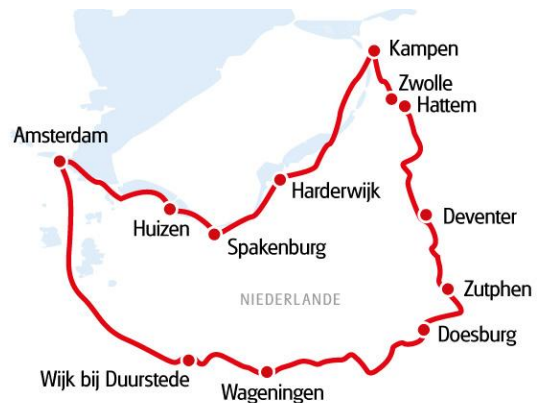 Kampen
Zwolle
Hattem
Amsterdam
Harderwijk
Huizen
Spakenburg
Deventer
Zutphen
NIEDERLANDE
Doesburg
Wijk bij Duurstede
Wageningen